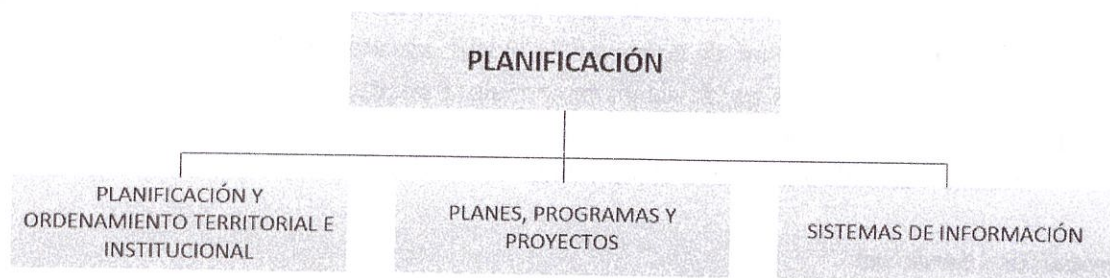 PLANIFICACIÓN
PLANIFICACIÓN Y
ORDENAMIENTO TERRITORIAL E
INSTITUCIONAL
PLANES, PROGRAMAS Y
PROYECTOS
SISTEMAS DE INFORMACIÓN